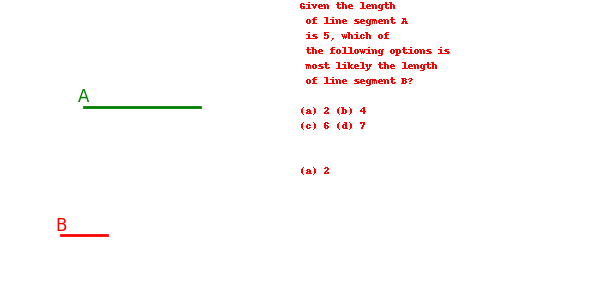 Given the length
of line segment A
is 5, which of
the following options is
most likely the length
of line segment B?
(a) 2 (b) 4
(c) 6 (d) 7
(a) 2
A
B